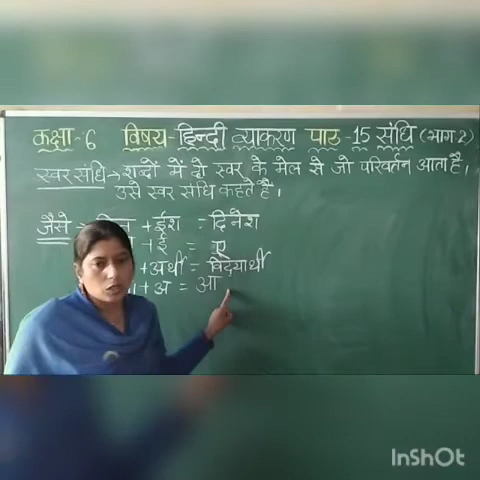 कक्षा-6 विषय-हिन्दी व्याकरण पाठ-15 संधि (भाग 2)
स्वर संधि → शब्दों में दो स्वर के मेल से जो परिवर्तन आता है।
उसे स्वर संधि कहते है।
जैसे + ईश = दिनेश
+ ई = ए
+ अर्थी = विद्यार्थी
+ अ = आ
InShOt